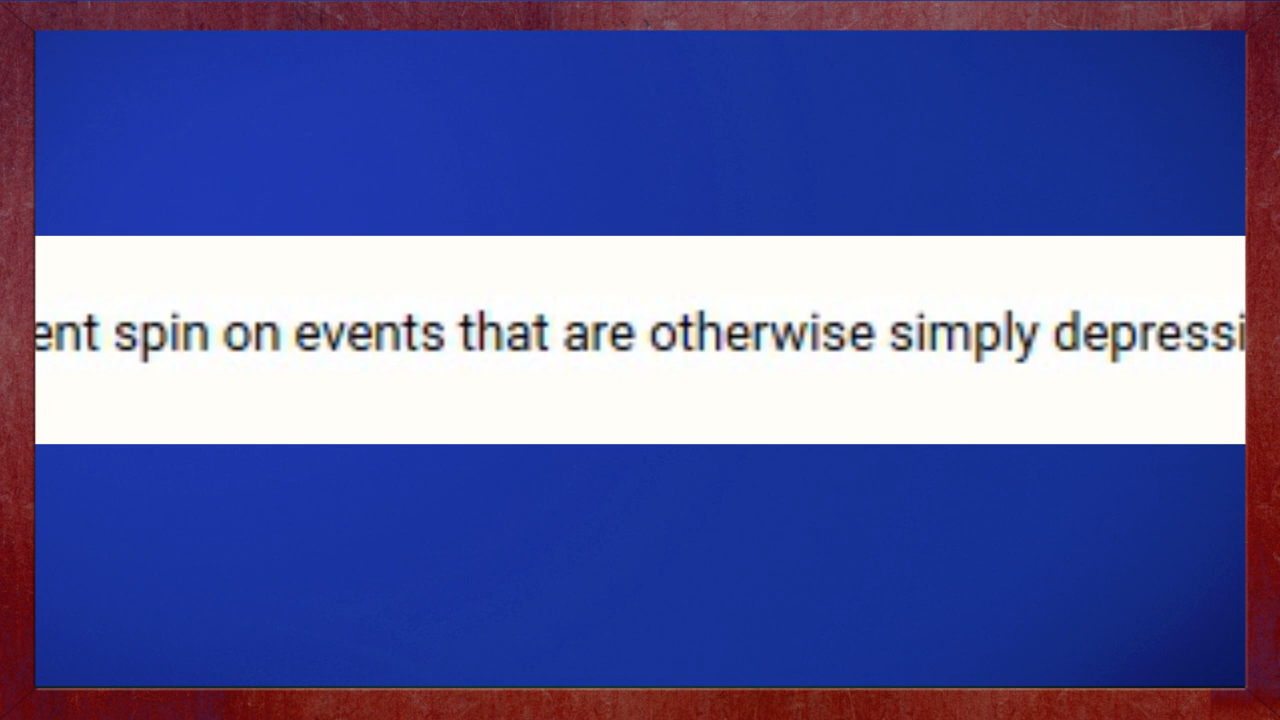 ent spin on events that are otherwise simply depressi